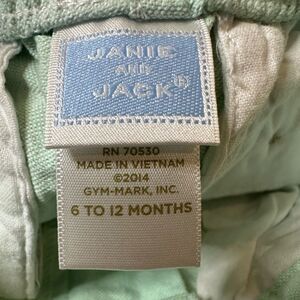 JANIE
AND
JACK®
RN 70530
MADE IN VIETNAM
©2014
GYM-MARK, INC.
6 TO 12 MONTHS